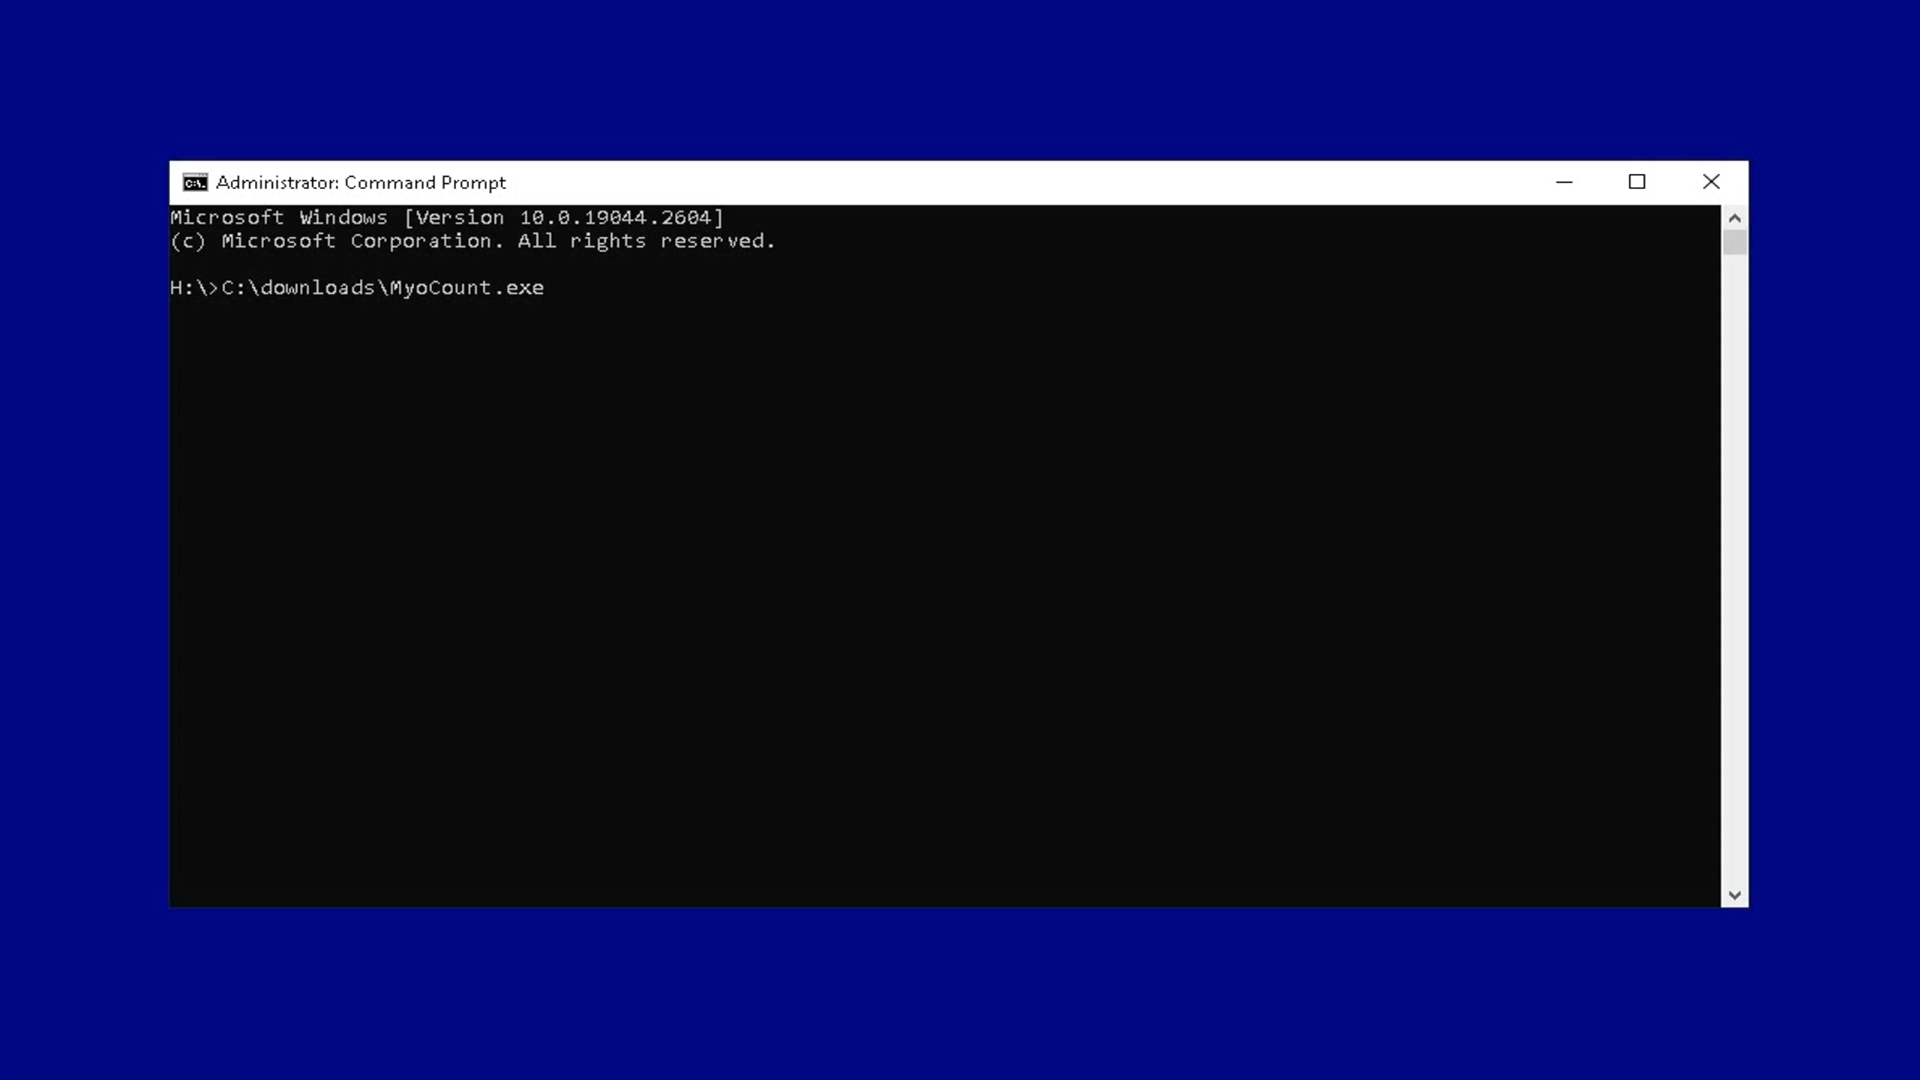 Administrator: Command Prompt
Microsoft Windows [Version 10.0.19044.2604]
(c) Microsoft Corporation. All rights reserved.
H:\>C:\downloads\MyoCount.exe